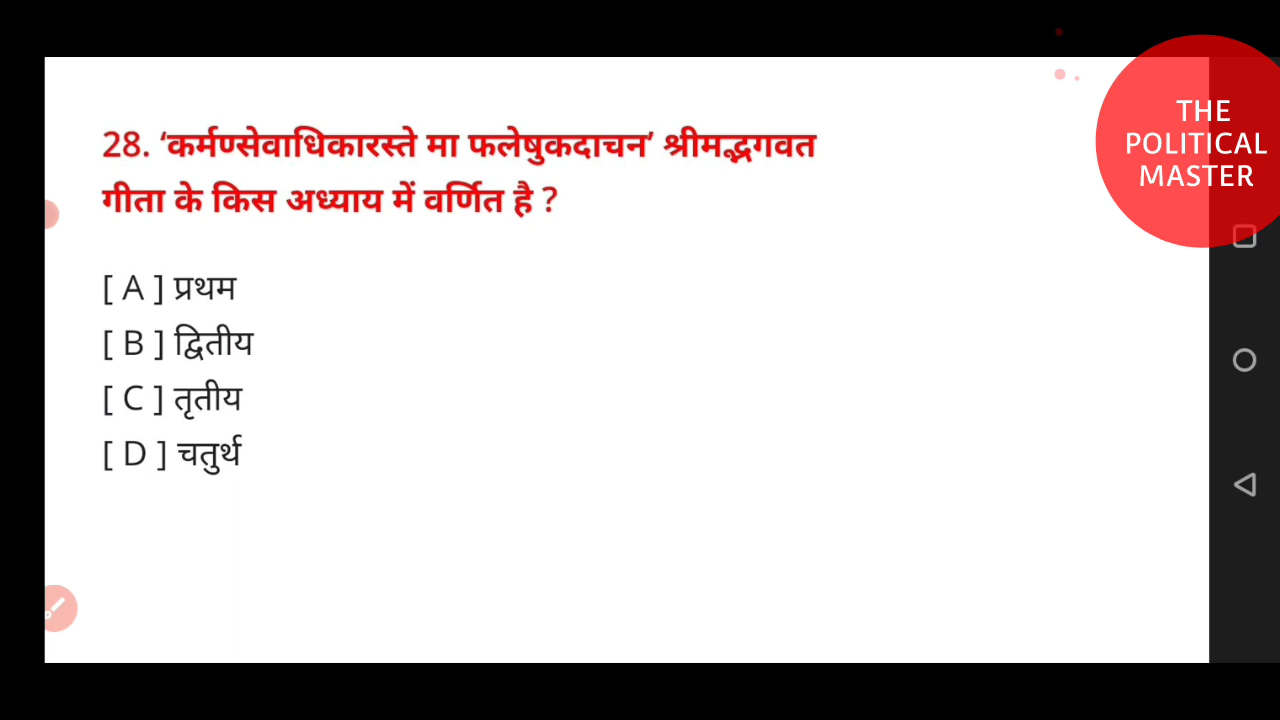 28. ‘कर्मण्सेवाधिकारस्ते मा फलेषुकदाचन’ श्रीमद्भगवत
गीता के किस अध्याय में वर्णित है ?
[ A ] प्रथम
[ B ] द्वितीय
[ C ] तृतीय
[ D ] चतुर्थ
THE
POLITICAL
MASTER